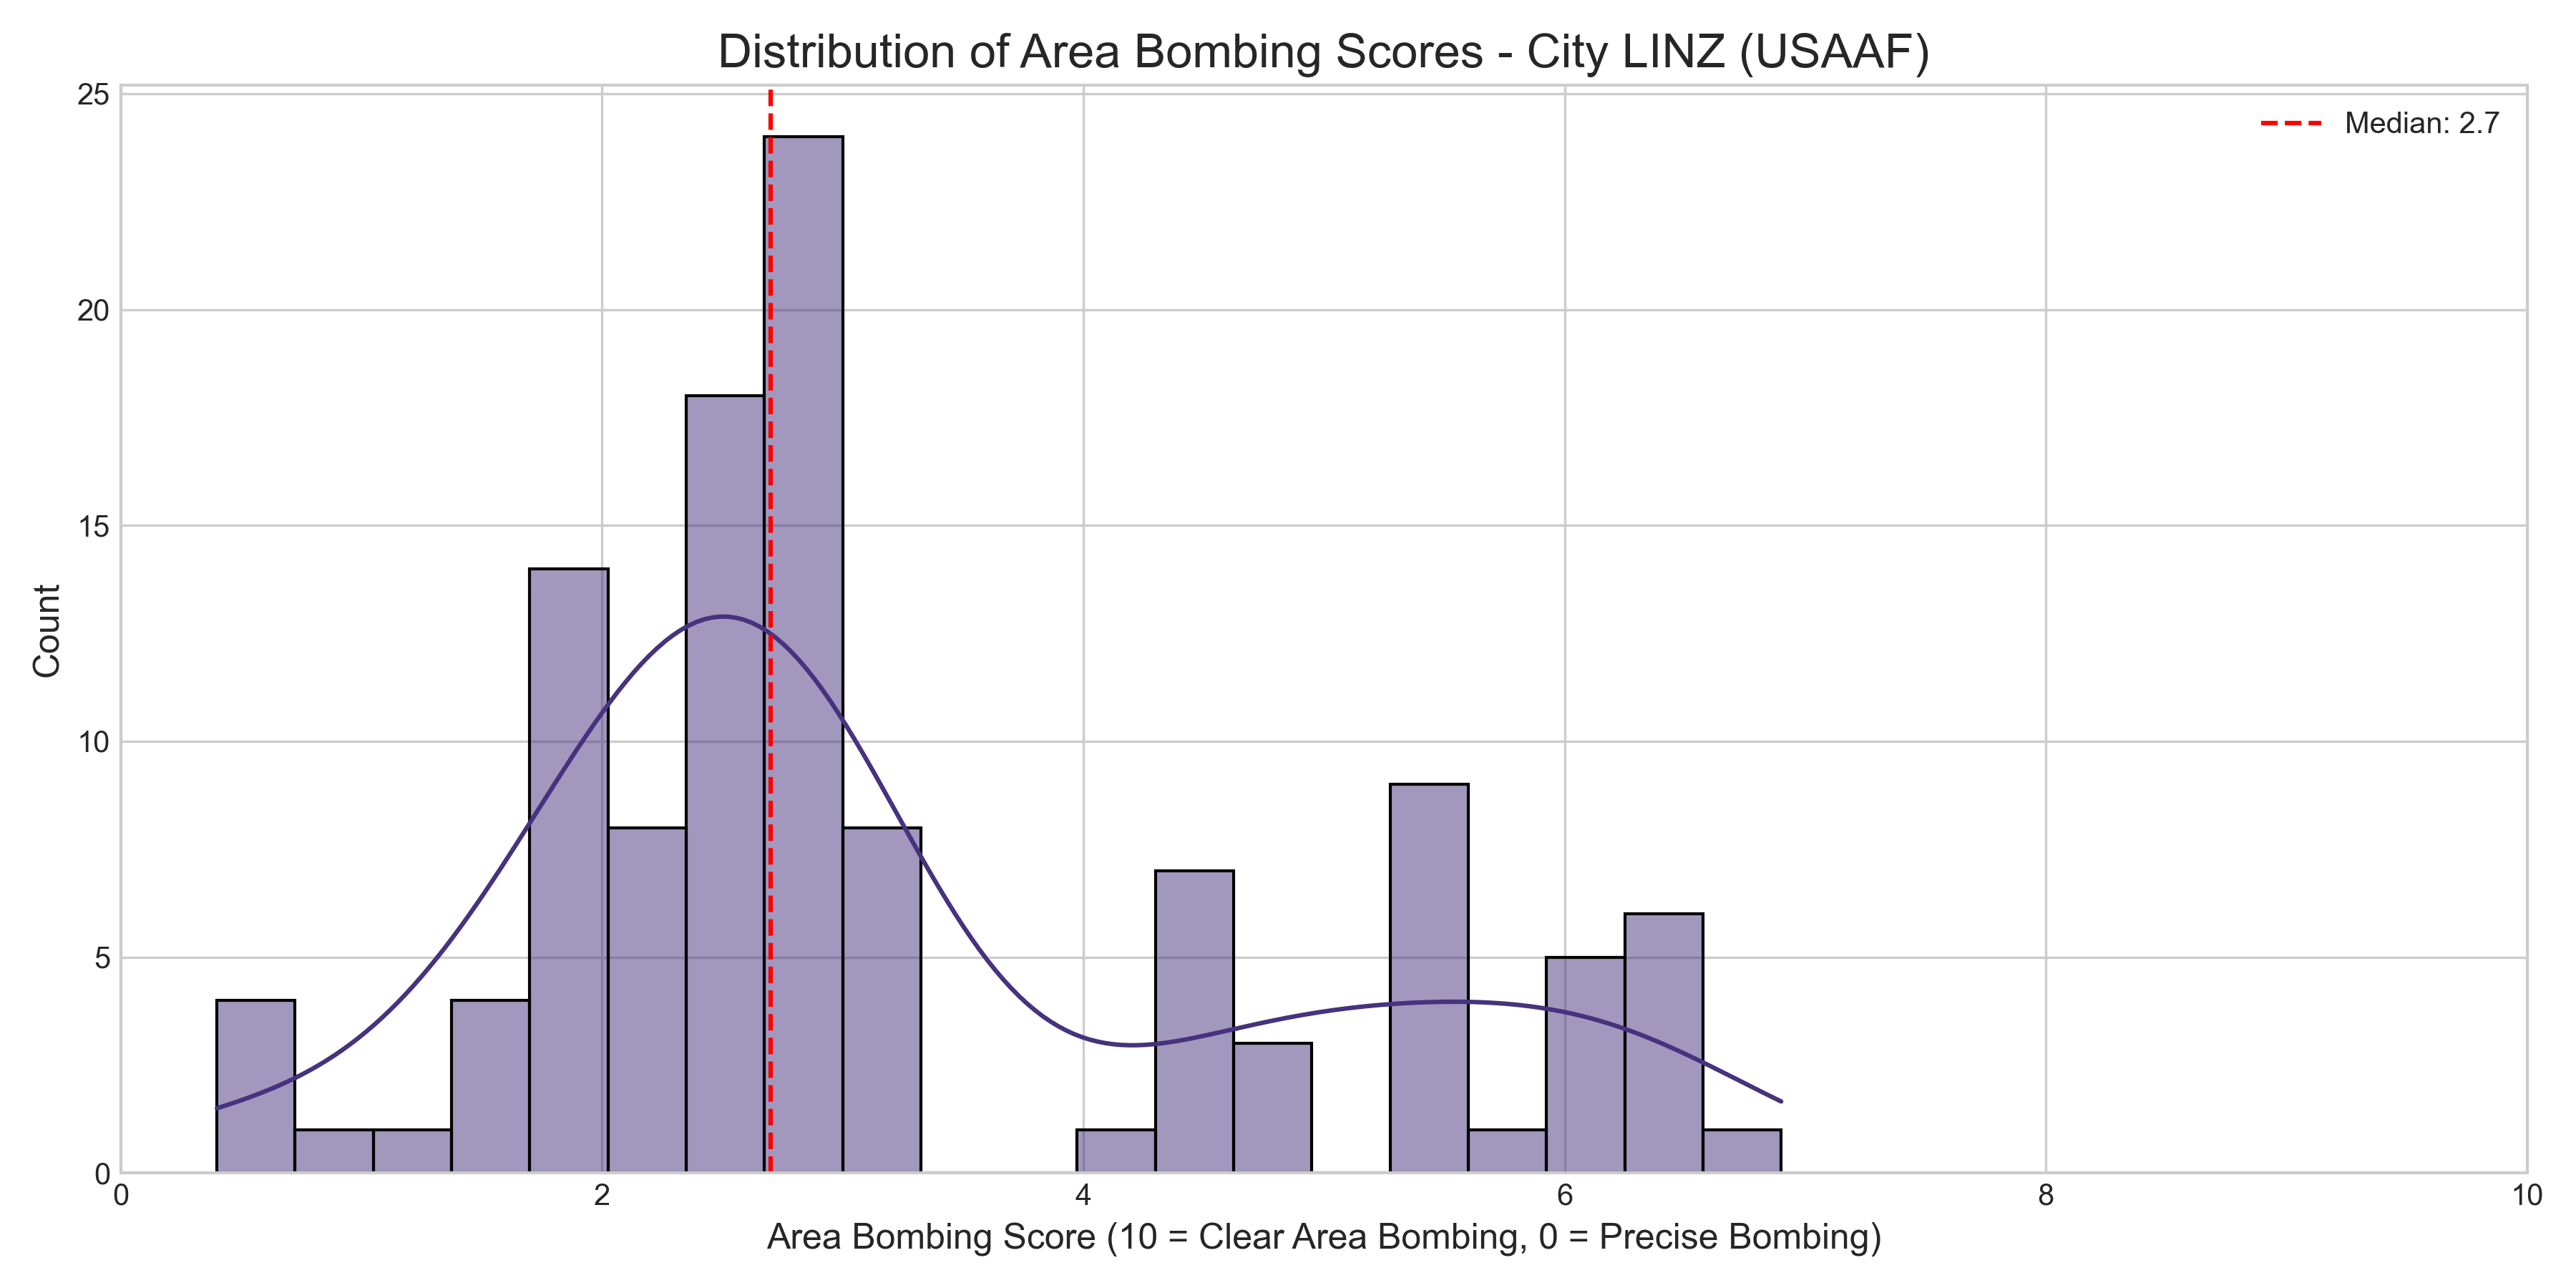 Distribution of Area Bombing Scores - City LINZ (USAAF)
Median: 2.7
25
20
15
10
5
0
Count
0 2 4 6 8 10
Area Bombing Score (10 = Clear Area Bombing, 0 = Precise Bombing)